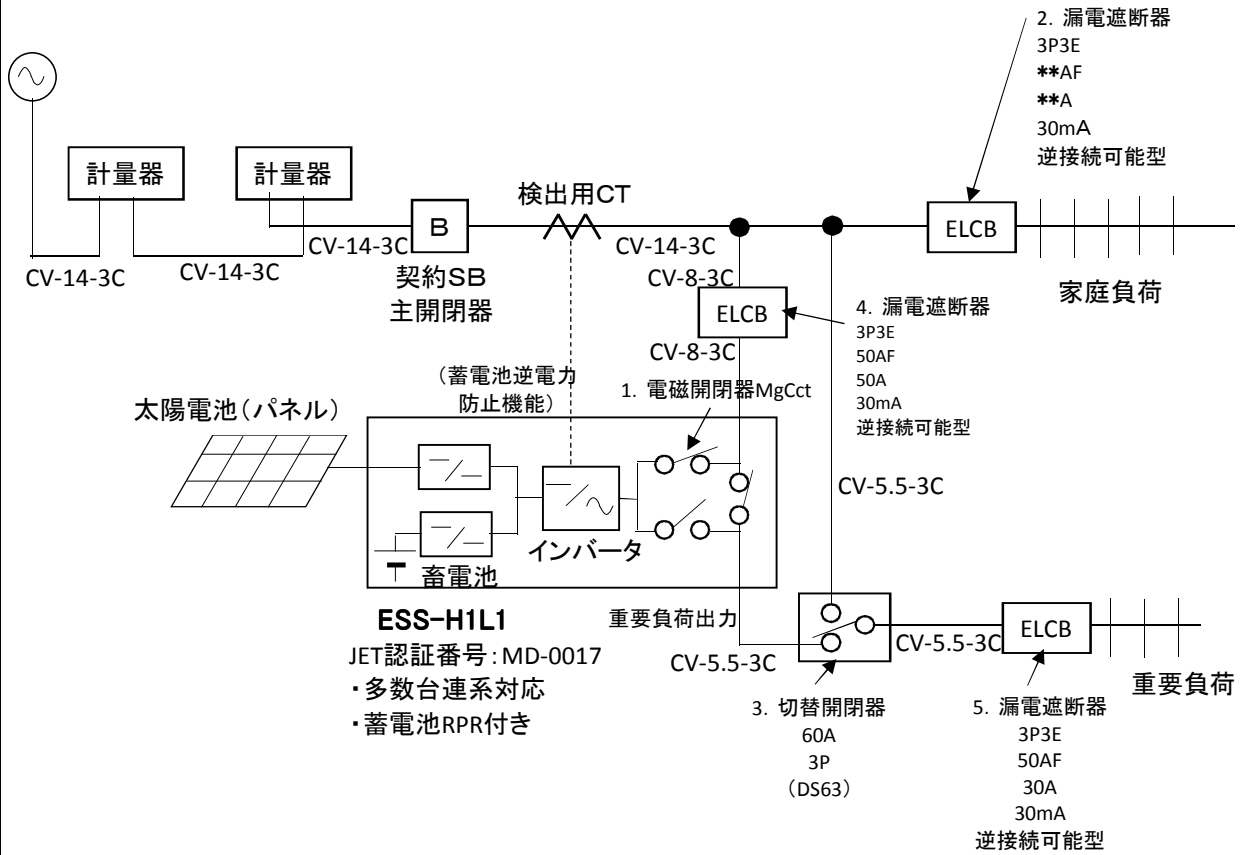 2. 漏電遮断器
3P3E
**AF
**A
30mA
逆接続可能型
計量器
計量器
検出用CT
B
ELCB
CV-14-3C
CV-14-3C
CV-14-3C
CV-14-3C
契約SB
主開閉器
CV-8-3C
家庭負荷
ELCB
4. 漏電遮断器
3P3E
50AF
50A
30mA
逆接続可能型
CV-8-3C
(蓄電池逆電力
防止機能)
1. 電磁開閉器MgCct
太陽電池(パネル)
CV-5.5-3C
インバータ
蓄電池
ESS-H1L1
JET認証番号:MD-0017
・多数台連系対応
・蓄電池RPR付き
重要負荷出力
CV-5.5-3C
CV-5.5-3C
ELCB
重要負荷
3. 切替開閉器
60A
3P
(DS63)
5. 漏電遮断器
3P3E
50AF
30A
30mA
逆接続可能型